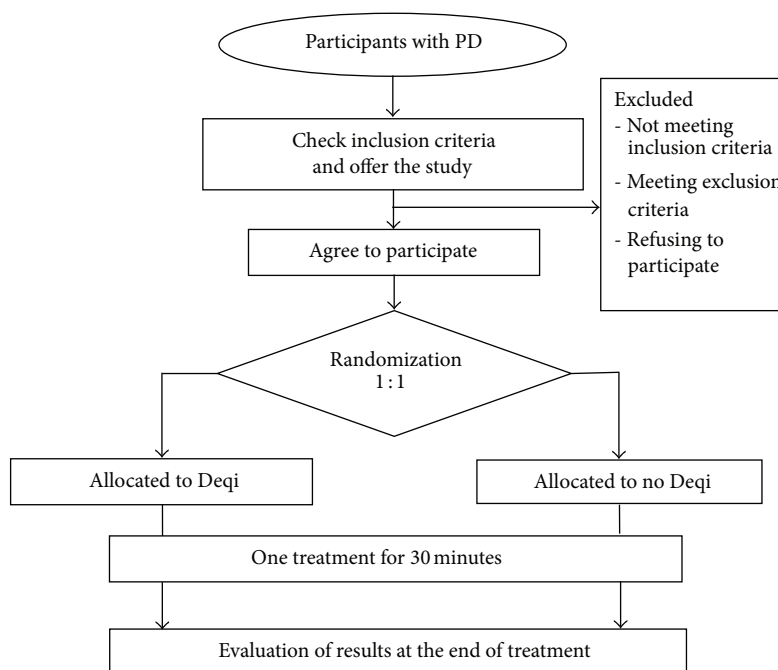 Participants with PD
Check inclusion criteria
and offer the study
Excluded
- Not meeting
inclusion criteria
- Meeting exclusion
criteria
- Refusing to
participate
Agree to participate
Randomization
1 : 1
Allocated to Deqi
Allocated to no Deqi
One treatment for 30 minutes
Evaluation of results at the end of treatment